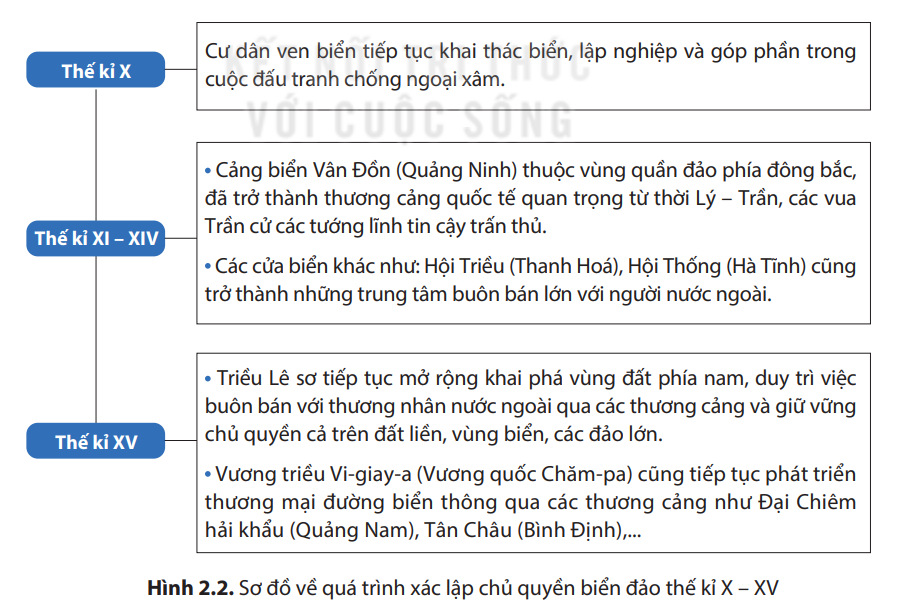 Thế kỉ X
Cư dân ven biển tiếp tục khai thác biển, lập nghiệp và góp phần trong
cuộc đấu tranh chống ngoại xâm.
KẾT NỐI TRI THỨC
VỚI CUỘC SỐNG
Thế kỉ XI – XIV
• Cảng biển Vân Đồn (Quảng Ninh) thuộc vùng quần đảo phía đông bắc,
đã trở thành thương cảng quốc tế quan trọng từ thời Lý – Trần, các vua
Trần cử các tướng lĩnh tin cậy trấn thủ.
• Các cửa biển khác như: Hội Triều (Thanh Hoá), Hội Thống (Hà Tĩnh) cũng
trở thành những trung tâm buôn bán lớn với người nước ngoài.
Thế kỉ XV
• Triều Lê sơ tiếp tục mở rộng khai phá vùng đất phía nam, duy trì việc
buôn bán với thương nhân nước ngoài qua các thương cảng và giữ vững
chủ quyền cả trên đất liền, vùng biển, các đảo lớn.
• Vương triều Vi-giay-a (Vương quốc Chăm-pa) cũng tiếp tục phát triển
thương mại đường biển thông qua các thương cảng như Đại Chiêm
hải khẩu (Quảng Nam), Tân Châu (Bình Định),...
Hình 2.2. Sơ đồ về quá trình xác lập chủ quyền biển đảo thế kỉ X – XV